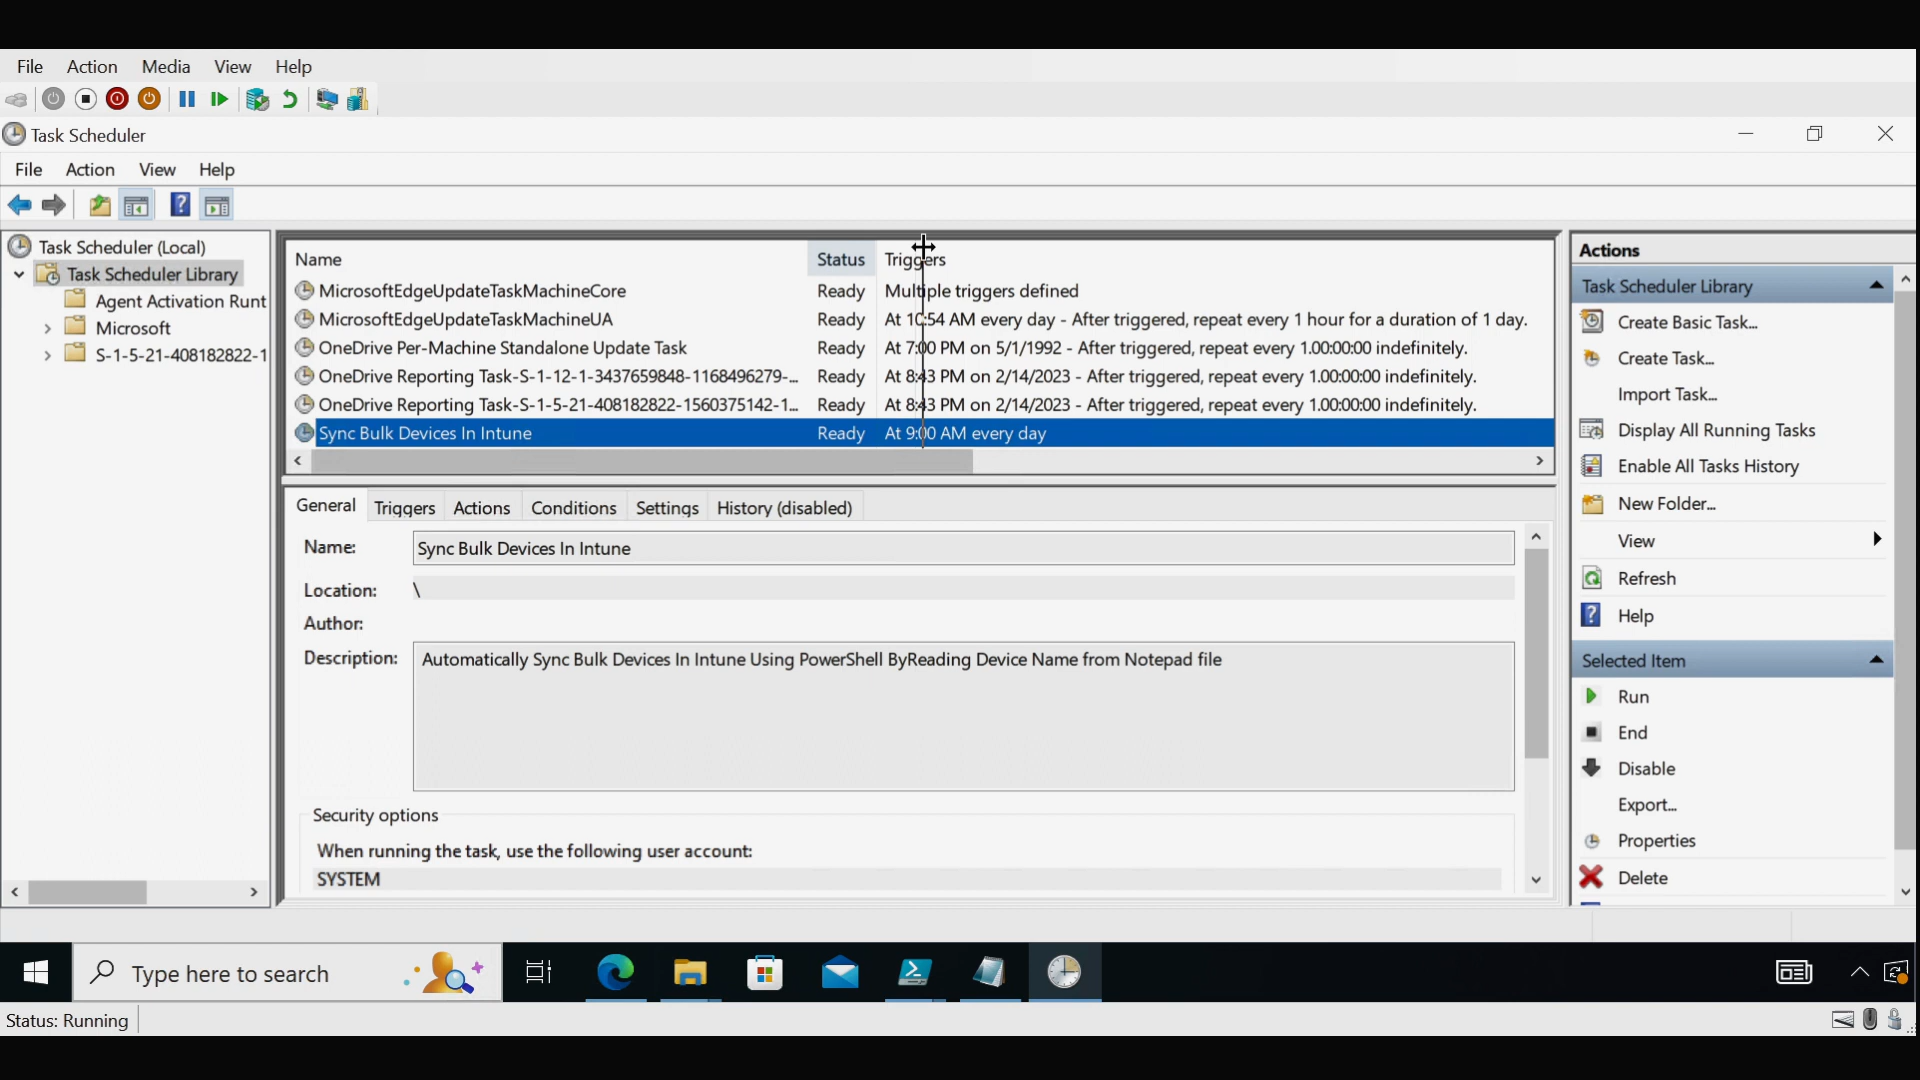 File Action Media View Help
Task Scheduler
File Action View Help
Task Scheduler (Local)
Task Scheduler Library
Agent Activation Runt
Microsoft
S-1-5-21-408182822-1
Name Status Triggers
MicrosoftEdgeUpdateTaskMachineCore Ready Multiple triggers defined
MicrosoftEdgeUpdateTaskMachineUA Ready At 10:54 AM every day - After triggered, repeat every 1 hour for a duration of 1 day.
OneDrive Per-Machine Standalone Update Task Ready At 7:00 PM on 5/1/1992 - After triggered, repeat every 1.00:00:00 indefinitely.
OneDrive Reporting Task-S-1-12-1-3437659848-1168496279-... Ready At 8:43 PM on 2/14/2023 - After triggered, repeat every 1.00:00:00 indefinitely.
OneDrive Reporting Task-S-1-5-21-408182822-1560375142-1... Ready At 8:43 PM on 2/14/2023 - After triggered, repeat every 1.00:00:00 indefinitely.
Sync Bulk Devices In Intune Ready At 9:00 AM every day
General Triggers Actions Conditions Settings History (disabled)
Name: Sync Bulk Devices In Intune
Location: \
Author:
Description: Automatically Sync Bulk Devices In Intune Using PowerShell ByReading Device Name from Notepad file
Security options
When running the task, use the following user account:
SYSTEM
Actions
Task Scheduler Library
Create Basic Task...
Create Task...
Import Task...
Display All Running Tasks
Enable All Tasks History
New Folder...
View
Refresh
Help
Selected Item
Run
End
Disable
Export...
Properties
Delete
Type here to search
Status: Running